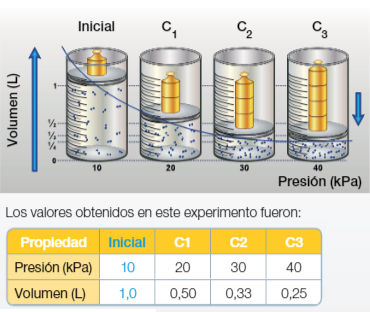 Inicial C1 C2 C3
Volumen (L)
1
1/2
1/3
1/4
0
10 20 30 40
Presión (kPa)
Los valores obtenidos en este experimento fueron:
Propiedad Inicial C1 C2 C3
Presión (kPa) 10 20 30 40
Volumen (L) 1,0 0,50 0,33 0,25